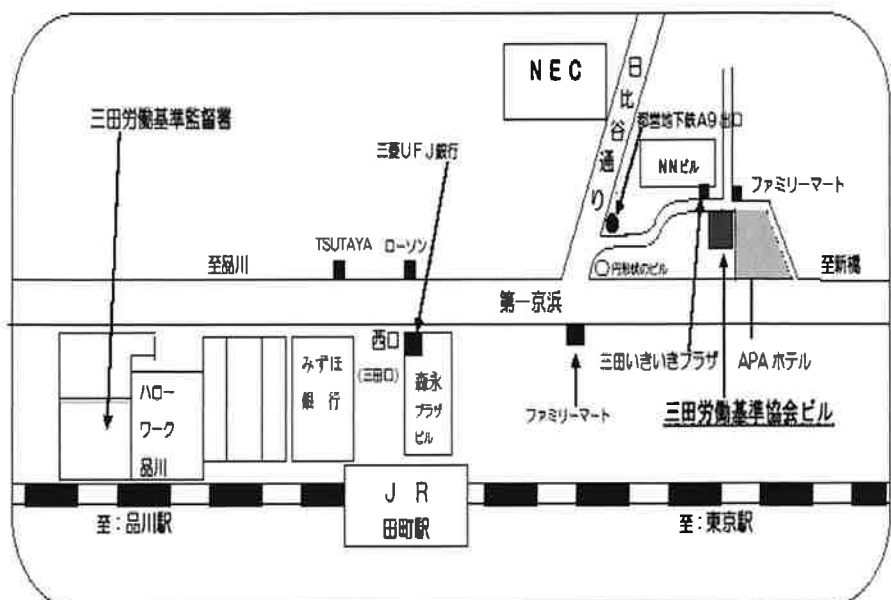 NEC
日比谷通り
三田労働基準監督署
都営地下鉄A9出口
三菱UFJ銀行
NNビル
ファミリーマート
TSUTAYA ローソン
至品川
円形状のビル
至新橋
第一京浜
西口
(三田口)
みずほ
銀行
森永
プラザ
ビル
三田いきいきプラザ
APAホテル
ハロー
ワーク
品川
ファミリーマート
三田労働基準協会ビル
JR
田町駅
至:品川駅
至:東京駅